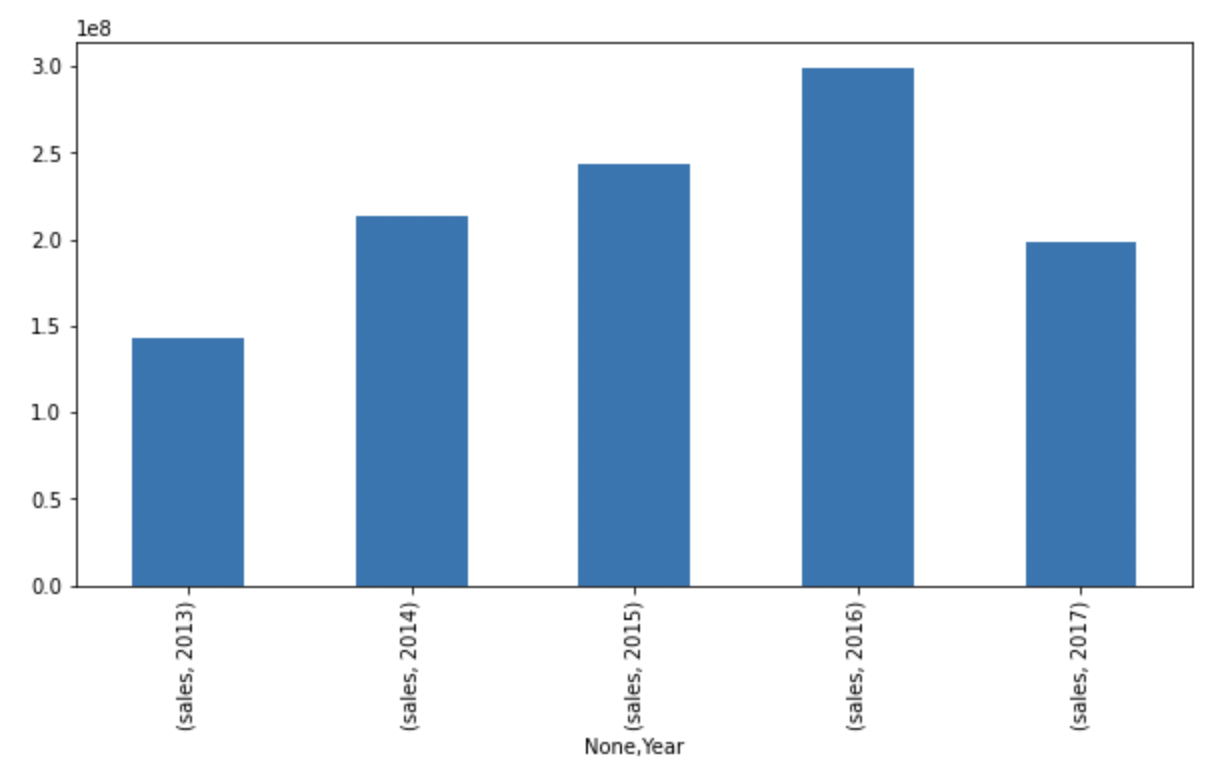 1e8
3.0
2.5
2.0
1.5
1.0
0.5
0.0
(sales, 2013)
(sales, 2014)
(sales, 2015)
(sales, 2016)
(sales, 2017)
None,Year